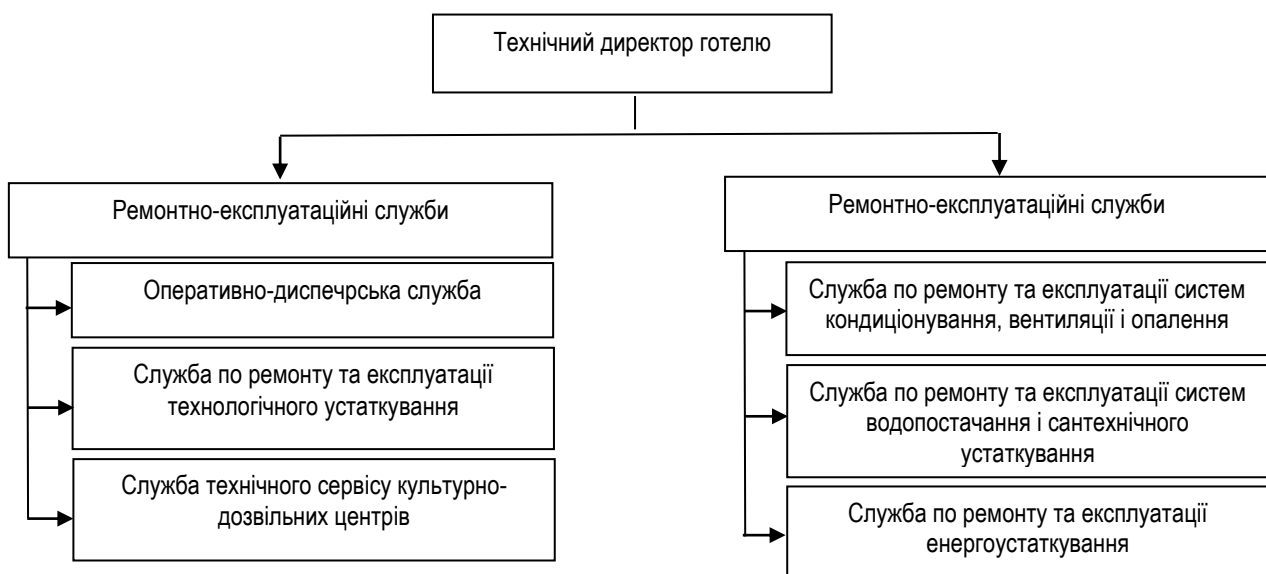 Технічний директор готелю
Ремонтно-експлуатаційні служби
Оперативно-диспечрська служба
Служба по ремонту та експлуатації
технологічного устаткування
Служба технічного сервісу культурно-
дозвільних центрів
Ремонтно-експлуатаційні служби
Служба по ремонту та експлуатації систем
кондиціонування, вентиляції і опалення
Служба по ремонту та експлуатації систем
водопостачання і сантехнічного
устаткування
Служба по ремонту та експлуатації
енергоустаткування